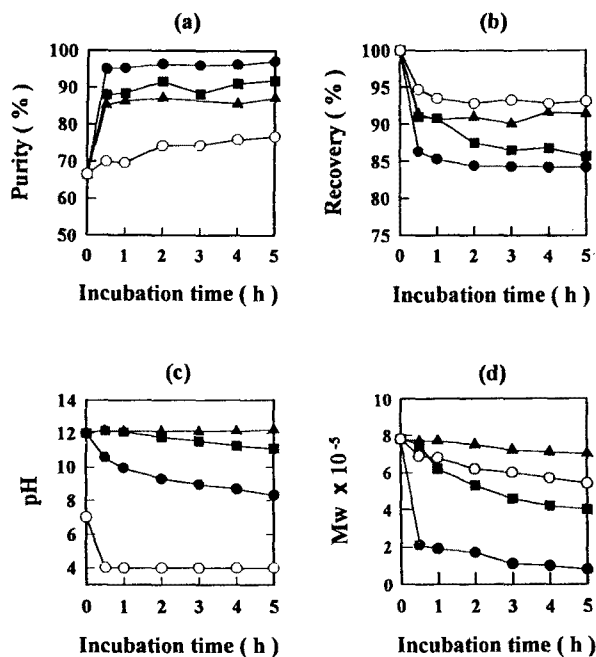 (a)
100
90
80
70
60
50
Purity ( % )
0 1 2 3 4 5
Incubation time ( h )
(b)
100
95
90
85
80
75
Recovery ( % )
0 1 2 3 4 5
Incubation time ( h )
(c)
14
12
10
8
6
4
pH
0 1 2 3 4 5
Incubation time ( h )
(d)
10
8
6
4
2
0
Mw x 10-5
0 1 2 3 4 5
Incubation time ( h )